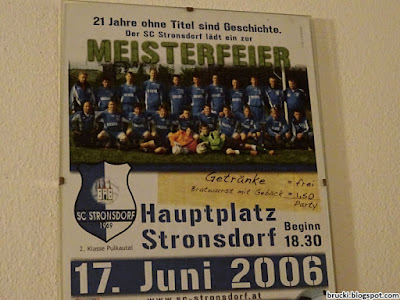 21 Jahre ohne Titel sind Geschichte.
Der SC Stronsdorf lädt ein zur
MEISTERFEIER
Getränke = frei
Bratwurst mit Gebäck = 1,50
Party
SC STRONSDORF
1969
2. Klasse Pulkautal
Hauptplatz
Stronsdorf
Beginn
18.30
17. Juni 2006
www.sc-stronsdorf.at
brucki.blogspot.com